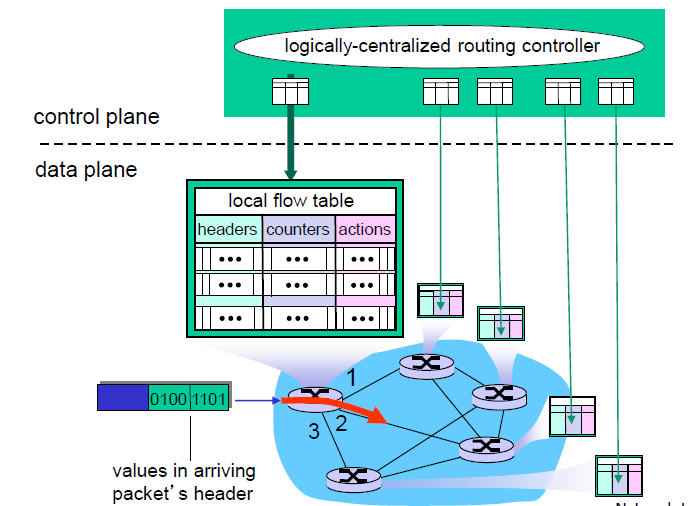 logically-centralized routing controller
control plane
data plane
local flow table
headers counters actions
1
2
3
0100 1101
values in arriving
packet's header